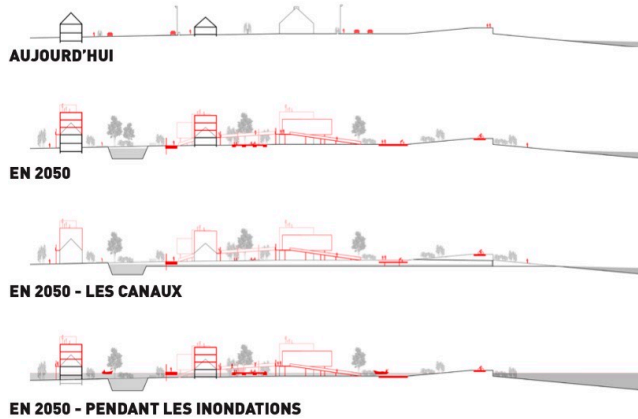 AUJOURD'HUI
EN 2050
EN 2050 - LES CANAUX
EN 2050 - PENDANT LES INONDATIONS